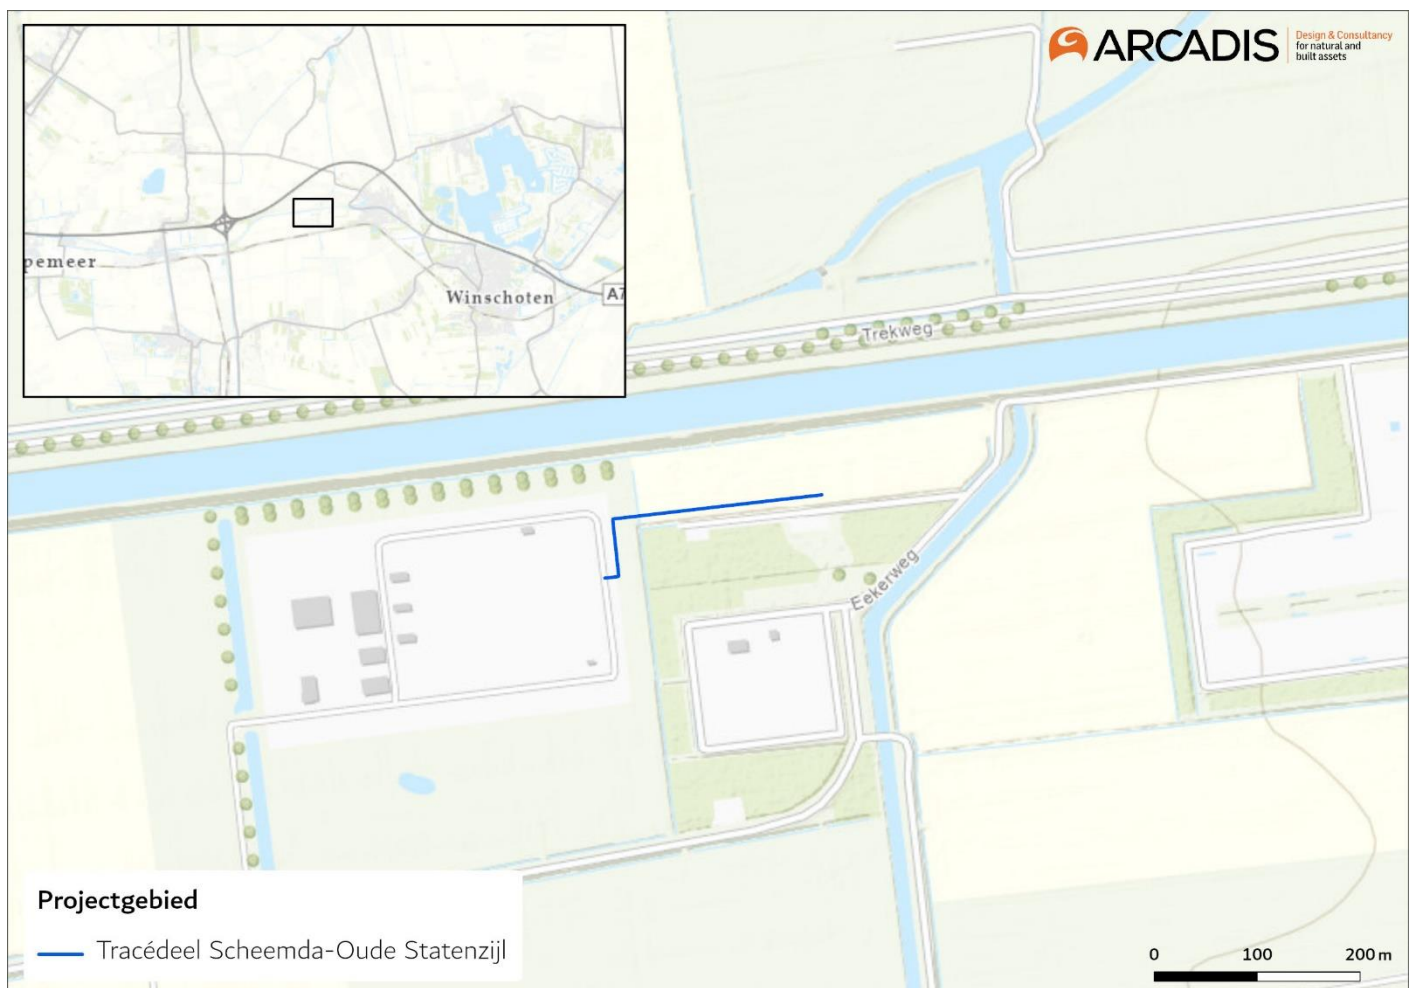 ARCADIS
Design & Consultancy
for natural and
built assets
pemeer
Winschoten
A7
Trekweg
Eekerweg
Projectgebied
Tracédeel Scheemda-Oude Statenzijl
0 100 200 m